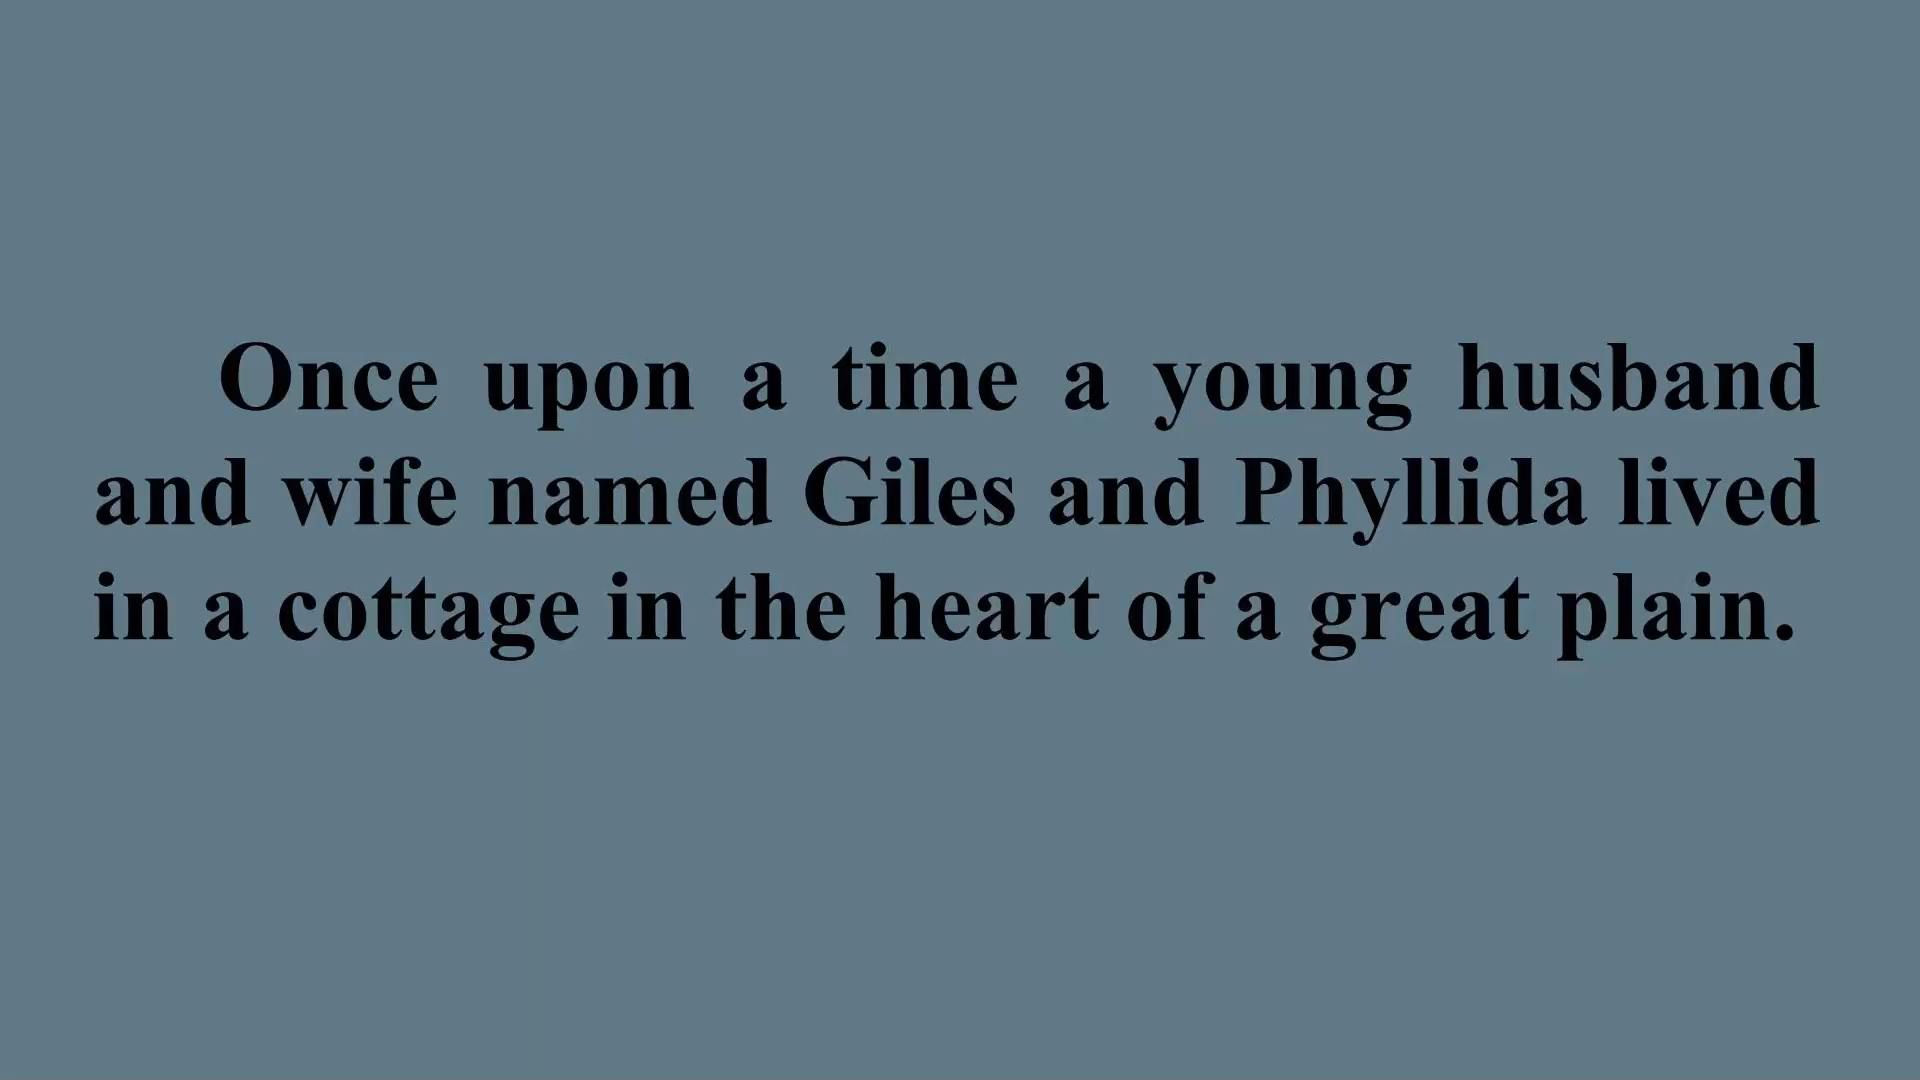 Once upon a time a young husband
and wife named Giles and Phyllida lived
in a cottage in the heart of a great plain.